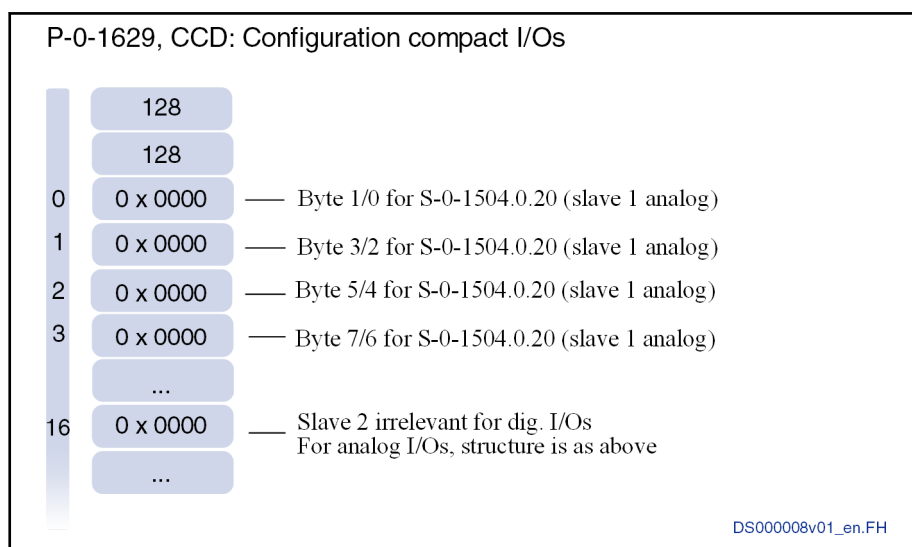 P-0-1629, CCD: Configuration compact I/Os
128
128
0 0 x 0000 Byte 1/0 for S-0-1504.0.20 (slave 1 analog)
1 0 x 0000 Byte 3/2 for S-0-1504.0.20 (slave 1 analog)
2 0 x 0000 Byte 5/4 for S-0-1504.0.20 (slave 1 analog)
3 0 x 0000 Byte 7/6 for S-0-1504.0.20 (slave 1 analog)
...
16 0 x 0000 Slave 2 irrelevant for dig. I/Os
For analog I/Os, structure is as above
...
DS000008v01_en.FH